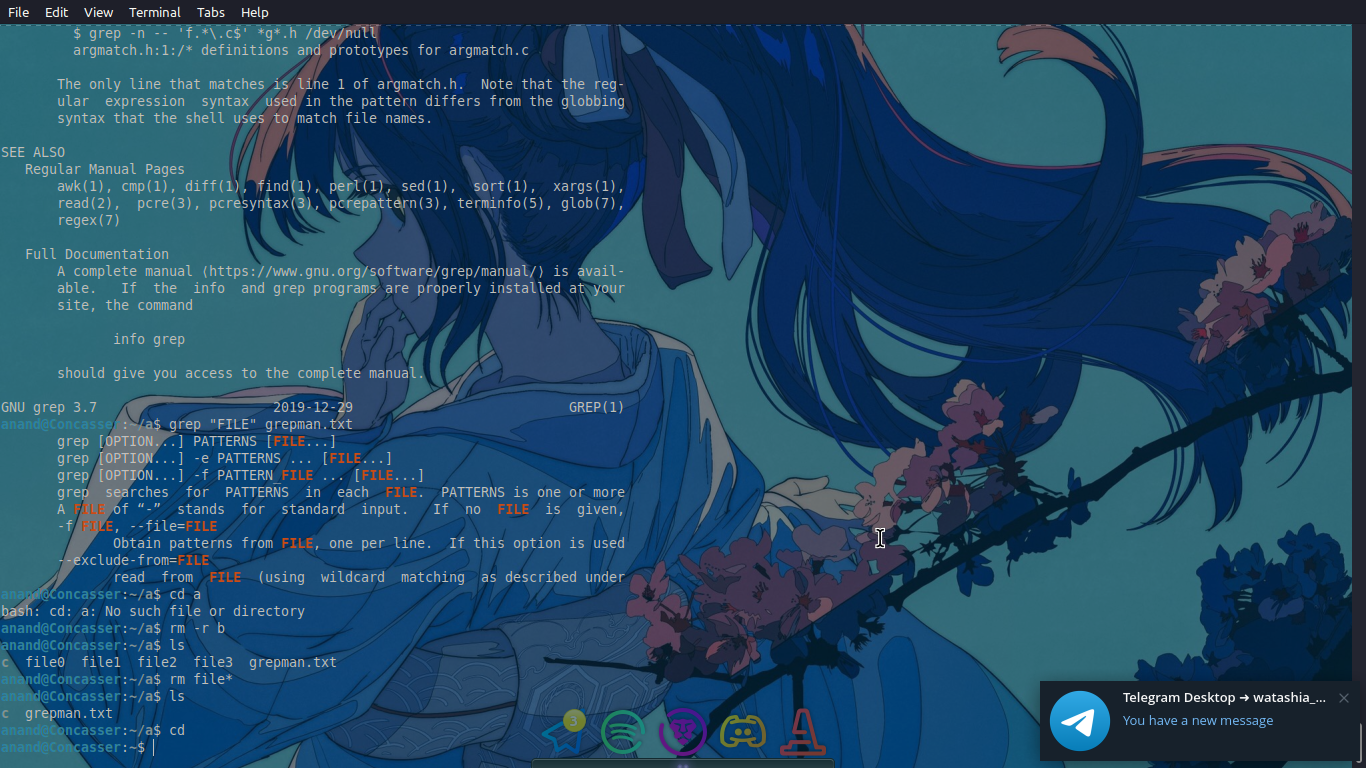 File Edit View Terminal Tabs Help
$ grep -n -- 'f.*\.c$' *g*.h /dev/null
argmatch.h:1:/* definitions and prototypes for argmatch.c
The only line that matches is line 1 of argmatch.h. Note that the reg-
ular expression syntax used in the pattern differs from the globbing
syntax that the shell uses to match file names.
SEE ALSO
Regular Manual Pages
awk(1), cmp(1), diff(1), find(1), perl(1), sed(1), sort(1), xargs(1),
read(2), pcre(3), pcresyntax(3), pcrepattern(3), terminfo(5), glob(7),
regex(7)
Full Documentation
A complete manual ⟨https://www.gnu.org/software/grep/manual/⟩ is avail-
able. If the info and grep programs are properly installed at your
site, the command
info grep
should give you access to the complete manual.
GNU grep 3.7 2019-12-29 GREP(1)
anand@Concasser:~/a$ grep "FILE" grepman.txt
grep [OPTION...] PATTERNS [FILE...]
grep [OPTION...] -e PATTERNS ... [FILE...]
grep [OPTION...] -f PATTERN_FILE ... [FILE...]
grep searches for PATTERNS in each FILE. PATTERNS is one or more
A FILE of “-” stands for standard input. If no FILE is given,
-f FILE, --file=FILE
Obtain patterns from FILE, one per line. If this option is used
--exclude-from=FILE
read from FILE (using wildcard matching as described under
anand@Concasser:~/a$ cd a
bash: cd: a: No such file or directory
anand@Concasser:~/a$ rm -r b
anand@Concasser:~/a$ ls
c file0 file1 file2 file3 grepman.txt
anand@Concasser:~/a$ rm file*
anand@Concasser:~/a$ ls
c grepman.txt
anand@Concasser:~/a$ cd
anand@Concasser:~$
3
Telegram Desktop → watashia_...
You have a new message